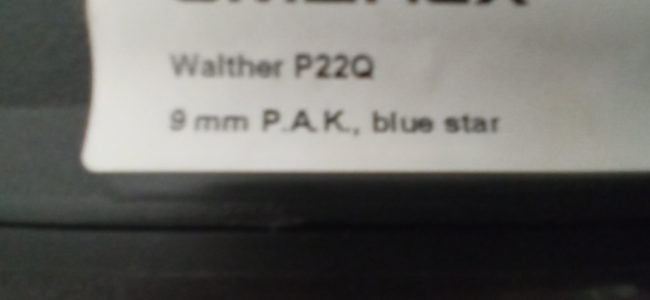 Walther P22Q
9 mm P.A.K., blue star